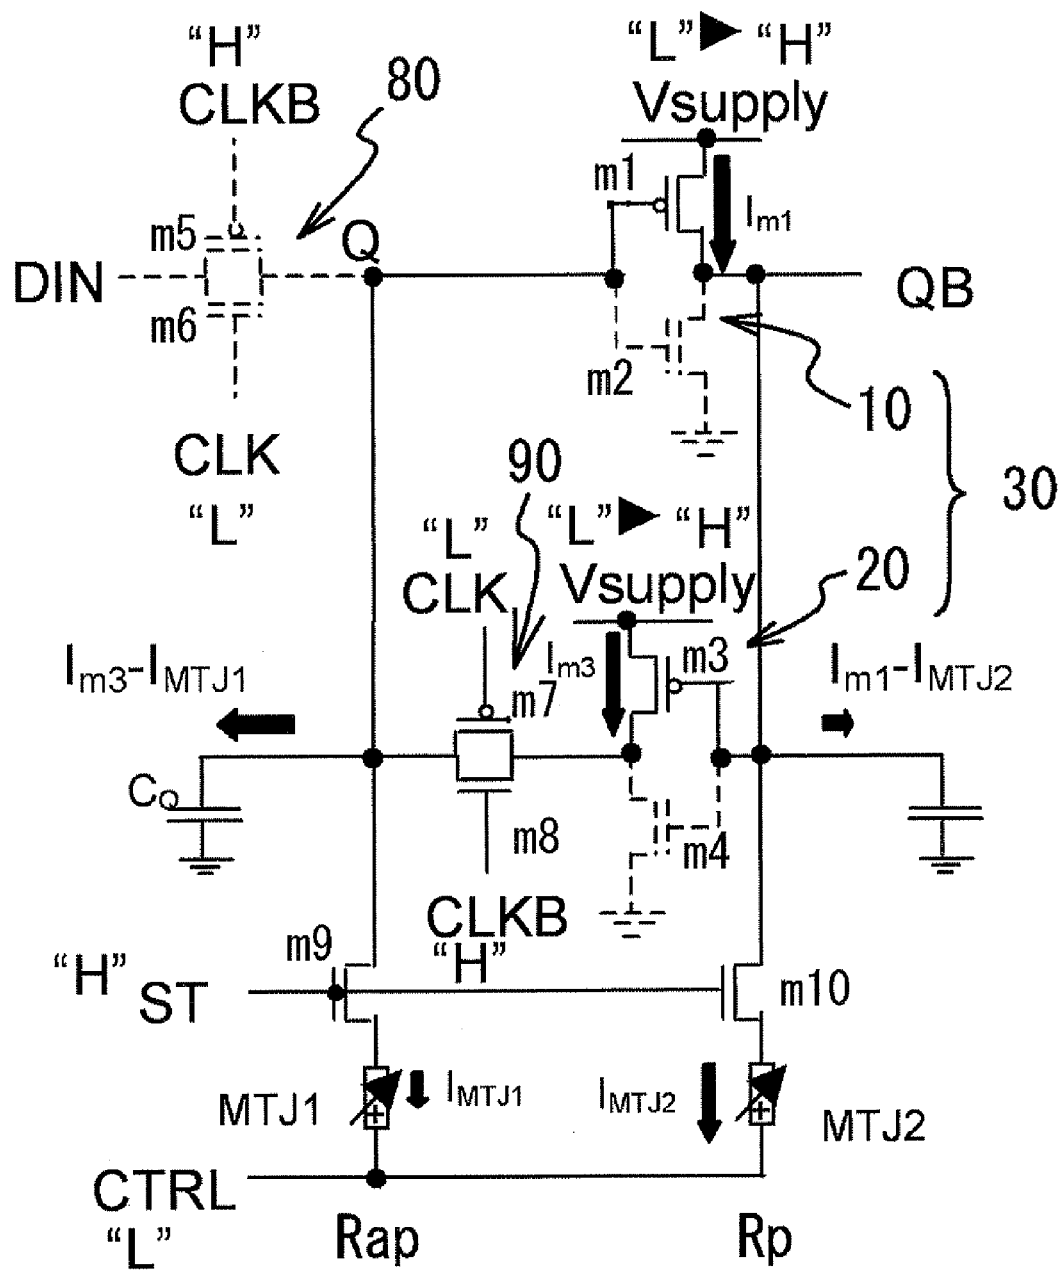 “H”
CLKB
80
“L” ▶ “H”
Vsupply
m1
Im1
m5
Q
DIN
QB
m6
m2
10
CLK
“L”
90
30
“L”
“L” ▶ “H”
CLK
Vsupply
20
Im3-IMTJ1
Im3
m3
Im1-IMTJ2
m7
CQ
m8
m4
CLKB
“H”
m9
“H” ST
m10
MTJ1
IMTJ1
IMTJ2
MTJ2
CTRL
“L”
Rap
Rp